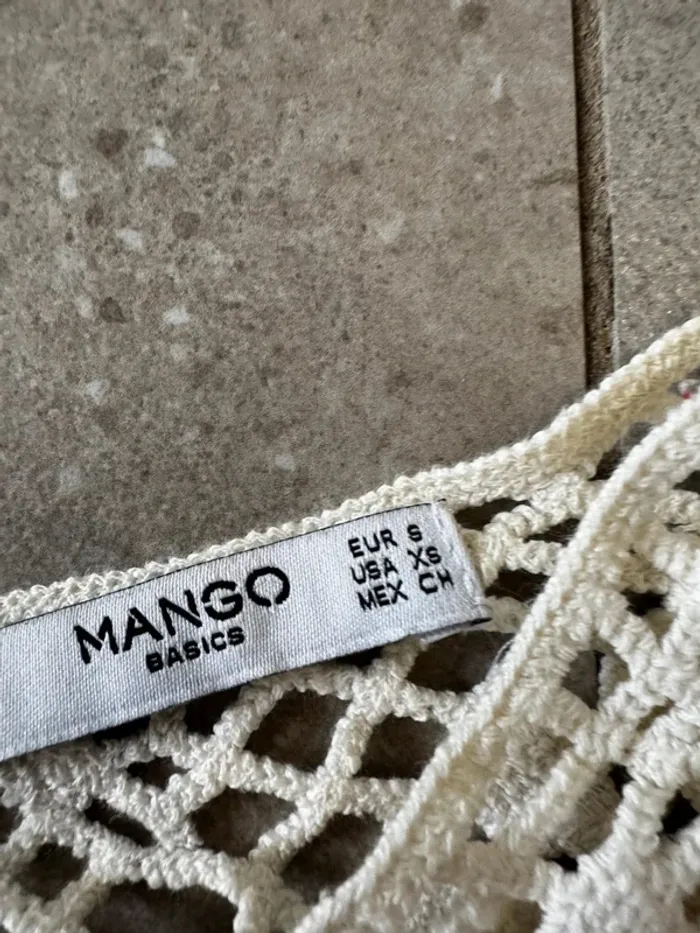 MANGO
BASICS
EUR S
USA XS
MEX CH